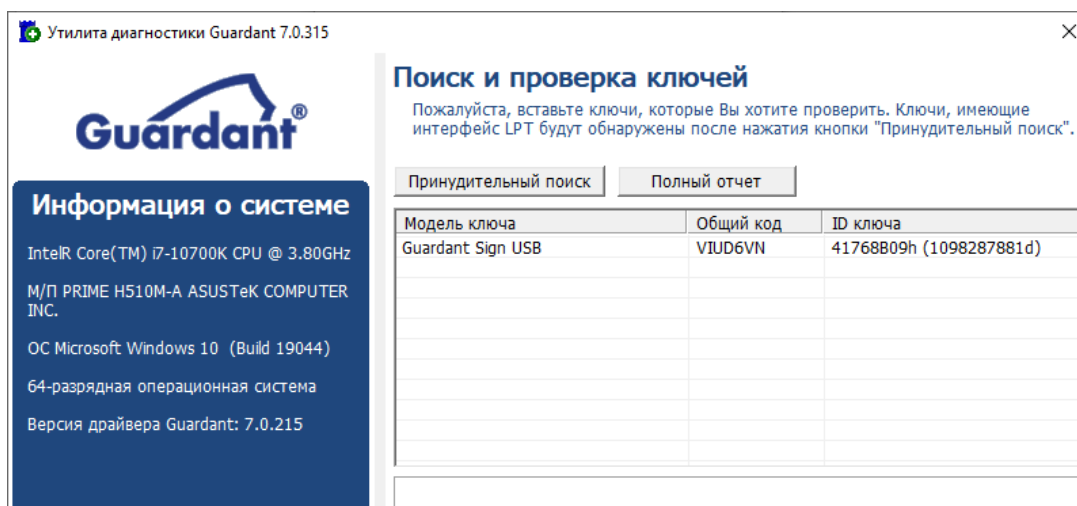 Утилита диагностики Guardant 7.0.315
Guardant®
Информация о системе
IntelR Core(TM) i7-10700K CPU @ 3.80GHz
М/П PRIME H510M-A ASUSTeK COMPUTER
INC.
ОС Microsoft Windows 10 (Build 19044)
64-разрядная операционная система
Версия драйвера Guardant: 7.0.215
Поиск и проверка ключей
Пожалуйста, вставьте ключи, которые Вы хотите проверить. Ключи, имеющие
интерфейс LPT будут обнаружены после нажатия кнопки "Принудительный поиск".
Принудительный поиск Полный отчет
Модель ключа Общий код ID ключа
Guardant Sign USB VIUD6VN 41768B09h (1098287881d)